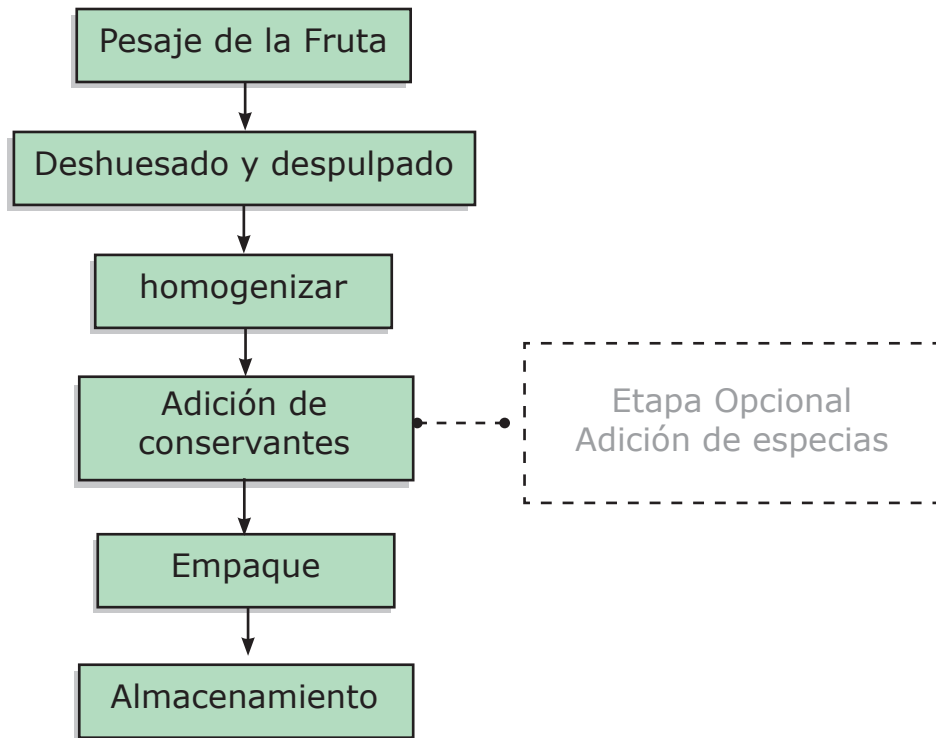 Pesaje de la Fruta
Deshuesado y despulpado
homogenizar
Adición de
conservantes
Etapa Opcional
Adición de especias
Empaque
Almacenamiento